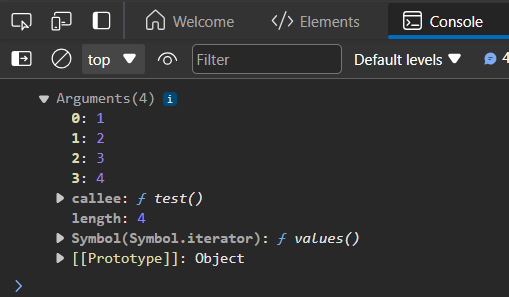 Welcome Elements Console
top Filter Default levels 4
Arguments(4) i
0: 1
1: 2
2: 3
3: 4
callee: ƒ test()
length: 4
Symbol(Symbol.iterator): ƒ values()
[[Prototype]]: Object